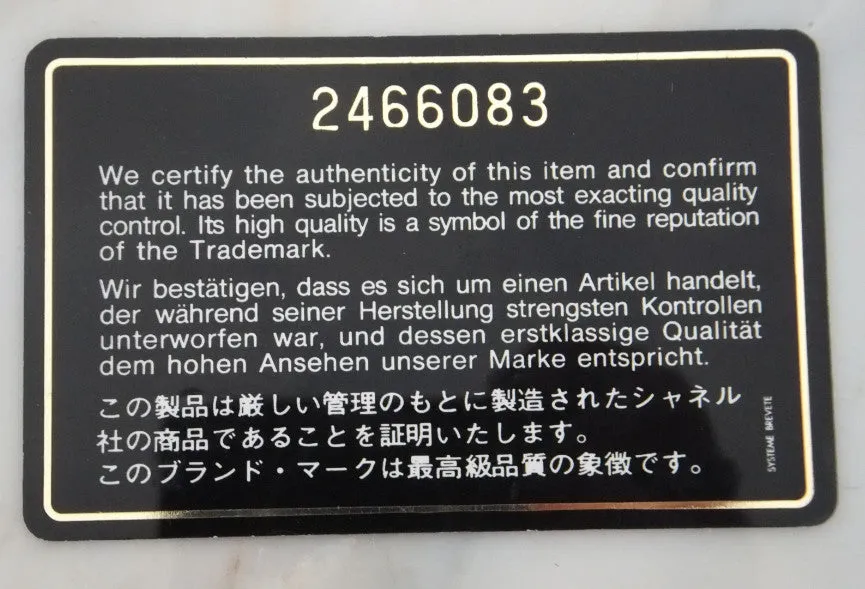 2466083
We certify the authenticity of this item and confirm
that it has been subjected to the most exacting quality
control. Its high quality is a symbol of the fine reputation
of the Trademark.
Wir bestätigen, dass es sich um einen Artikel handelt,
der während seiner Herstellung strengsten Kontrollen
unterworfen war, und dessen erstklassige Qualität
dem hohen Ansehen unserer Marke entspricht.
この製品は厳しい管理のもとに製造されたシャネル
社の商品であることを証明いたします。
このブランド・マークは最高級品質の象徴です。
SYSTEME BREVETE